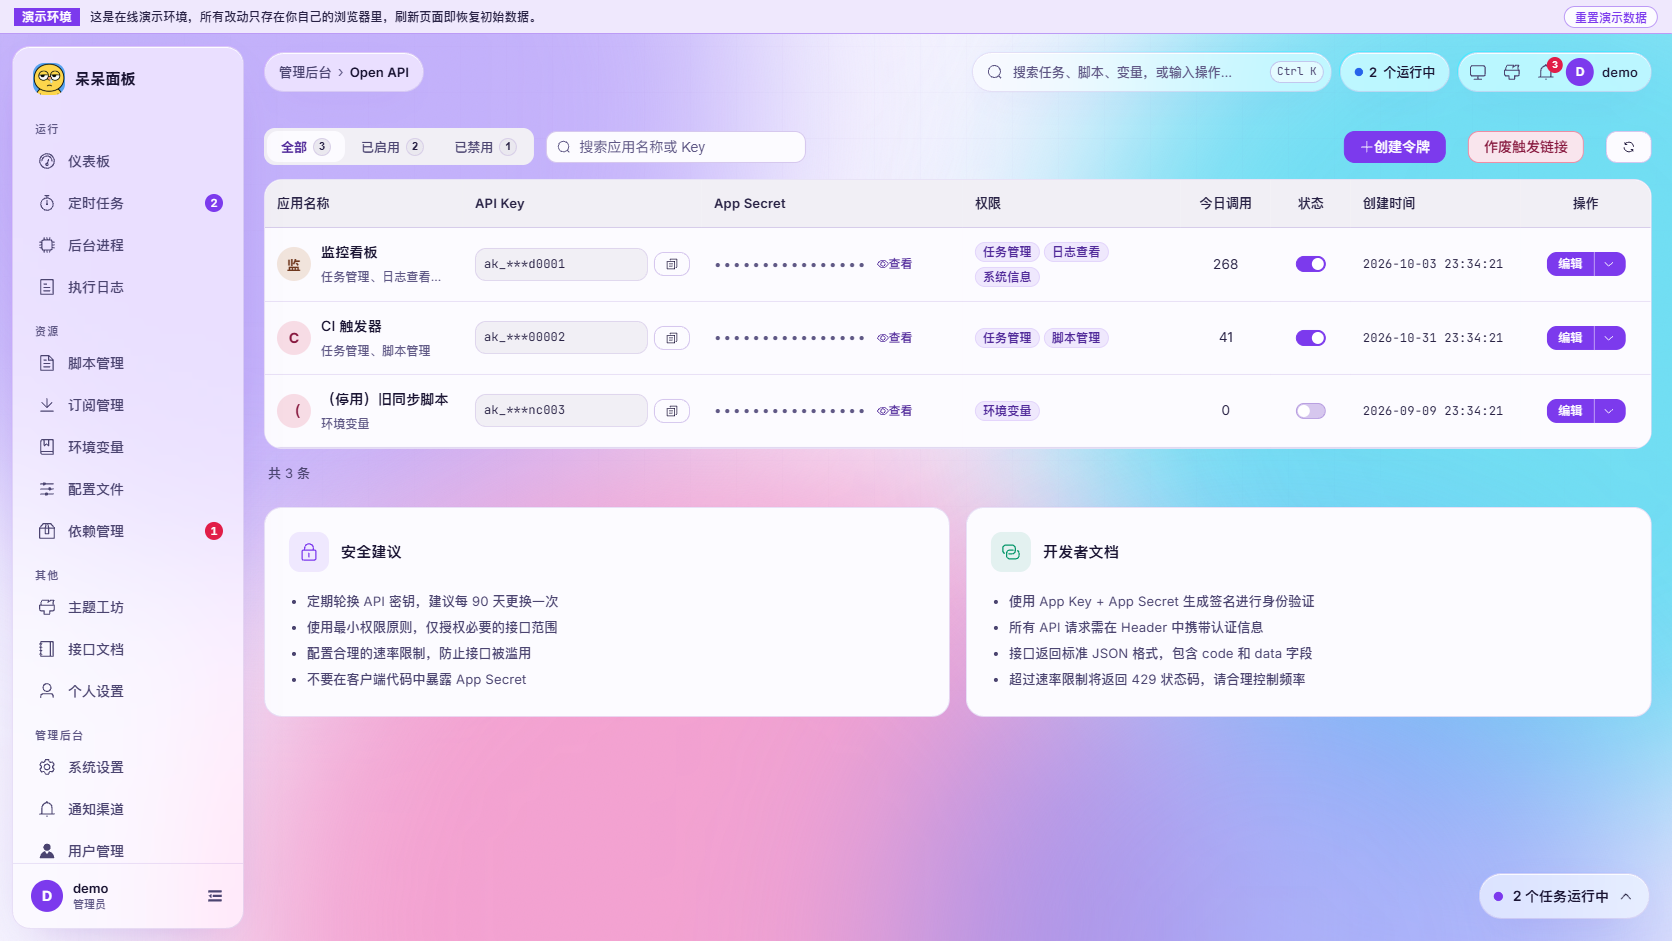 演示环境 这是在线演示环境，所有改动只存在你自己的浏览器里，刷新页面即恢复初始数据。 重置演示数据
呆呆面板
运行
仪表板
定时任务 2
后台进程
执行日志
资源
脚本管理
订阅管理
环境变量
配置文件
依赖管理 1
其他
主题工坊
接口文档
个人设置
管理后台
系统设置
通知渠道
用户管理
D demo
管理员
管理后台 › Open API
搜索任务、脚本、变量，或输入操作... Ctrl K
2 个运行中
3 D demo
全部 3 已启用 2 已禁用 1
搜索应用名称或 Key
创建令牌 作废触发链接
应用名称 API Key App Secret 权限 今日调用 状态 创建时间 操作
监 监控看板
任务管理、日志查看...
ak_***d0001 ••••••••••••••• 查看
任务管理 日志查看
系统信息
268 2026-10-03 23:34:21 编辑
C CI 触发器
任务管理、脚本管理
ak_***00002 ••••••••••••••• 查看
任务管理 脚本管理
41 2026-10-31 23:34:21 编辑
（ （停用）旧同步脚本
环境变量
ak_***nc003 ••••••••••••••• 查看
环境变量
0 2026-09-09 23:34:21 编辑
共 3 条
安全建议
• 定期轮换 API 密钥，建议每 90 天更换一次
• 使用最小权限原则，仅授权必要的接口范围
• 配置合理的速率限制，防止接口被滥用
• 不要在客户端代码中暴露 App Secret
开发者文档
• 使用 App Key + App Secret 生成签名进行身份验证
• 所有 API 请求需在 Header 中携带认证信息
• 接口返回标准 JSON 格式，包含 code 和 data 字段
• 超过速率限制将返回 429 状态码，请合理控制频率
2 个任务运行中